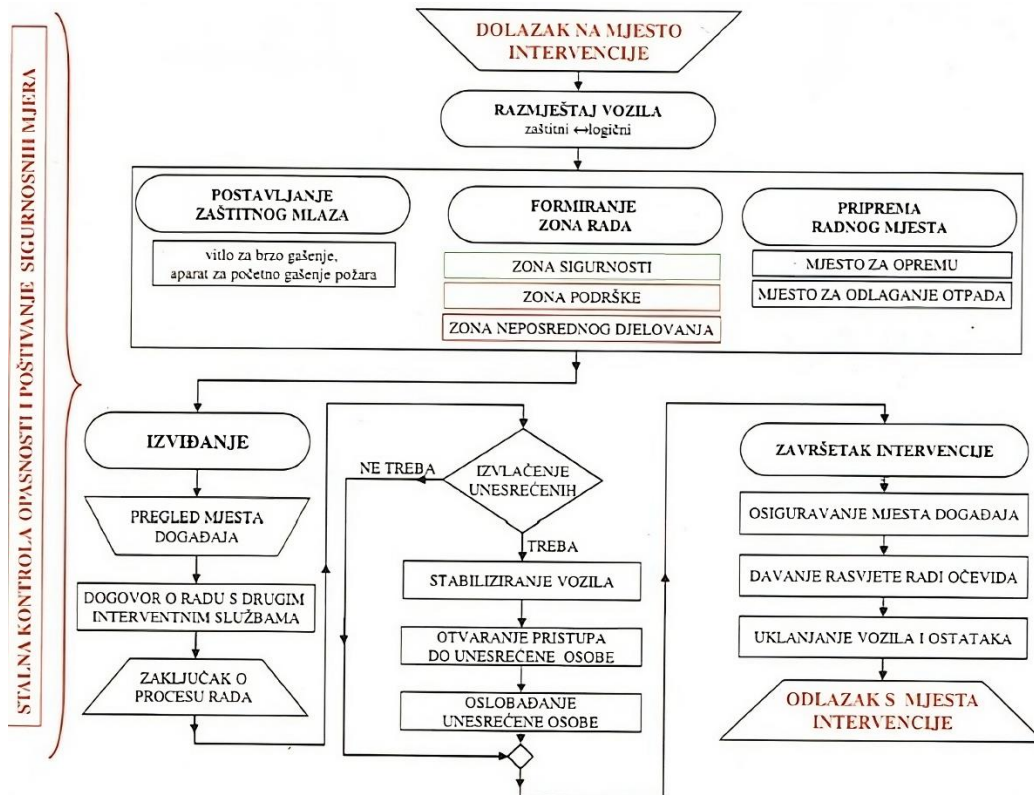 STALNA KONTROLA OPASNOSTI I POŠTIVANJE SIGURNOSNIH MJERA
DOLAZAK NA MJESTO
INTERVENCIJE
RAZMJEŠTAJ VOZILA
zaštitni ↔logični
POSTAVLJANJE
ZAŠTITNOG MLAZA
vitlo za brzo gašenje,
aparat za početno gašenje požara
FORMIRANJE
ZONA RADA
ZONA SIGURNOSTI
ZONA PODRŠKE
ZONA NEPOSREDNOG DJELOVANJA
PRIPREMA
RADNOG MJESTA
MJESTO ZA OPREMU
MJESTO ZA ODLAGANJE OTPADA
IZVIĐANJE
PREGLED MJESTA
DOGAĐAJA
DOGOVOR O RADU S DRUGIM
INTERVENTNIM SLUŽBAMA
ZAKLJUČAK O
PROCESU RADA
NE TREBA
IZVLAČENJE
UNESREĆENIH
TREBA
STABILIZIRANJE VOZILA
OTVARANJE PRISTUPA
DO UNESREĆENE OSOBE
OSLOBAĐANJE
UNESREĆENE OSOBE
ZAVRŠETAK INTERVENCIJE
OSIGURAVANJE MJESTA DOGAĐAJA
DAVANJE RASVJETE RADI OČEVIDA
UKLANJANJE VOZILA I OSTATAKA
ODLAZAK S MJESTA
INTERVENCIJE